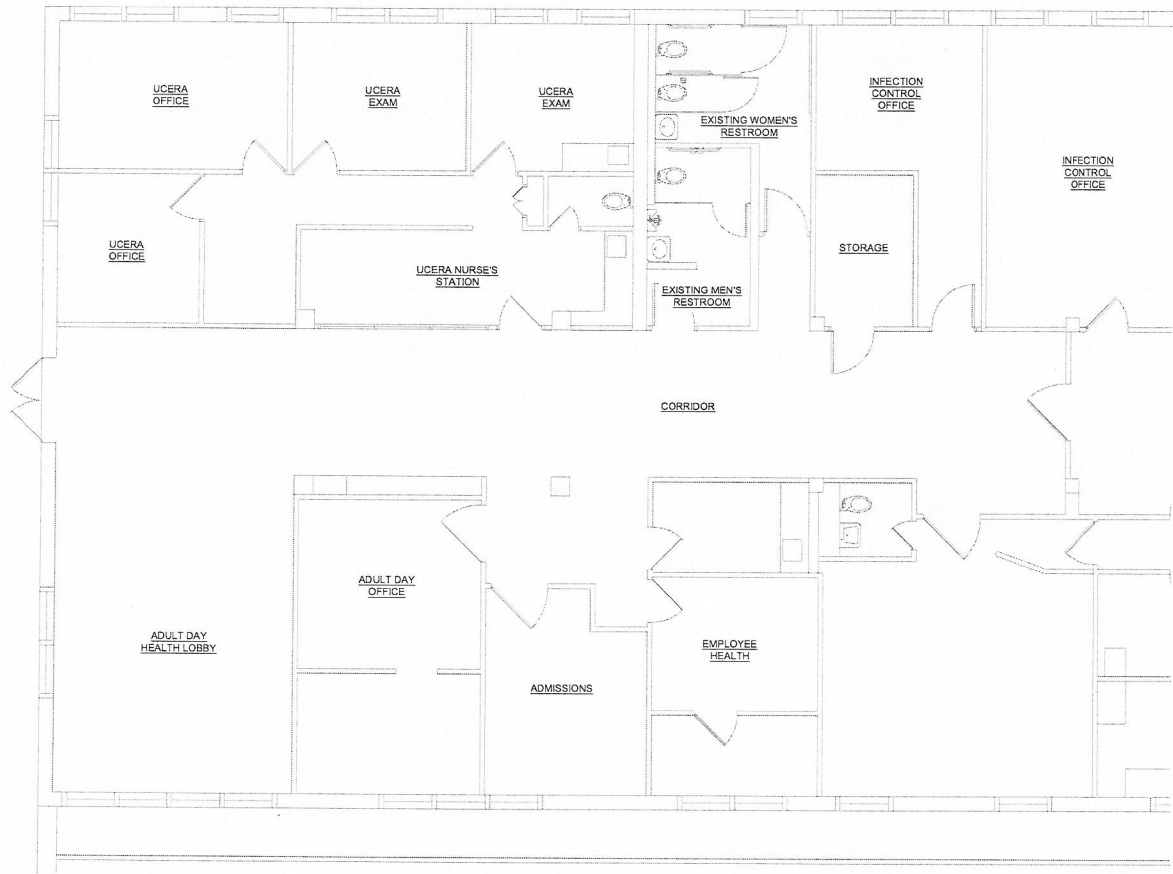 UCERA
OFFICE
UCERA
EXAM
UCERA
EXAM
EXISTING WOMEN'S
RESTROOM
INFECTION
CONTROL
OFFICE
INFECTION
CONTROL
OFFICE
UCERA
OFFICE
UCERA NURSE'S
STATION
EXISTING MEN'S
RESTROOM
STORAGE
CORRIDOR
ADULT DAY
HEALTH LOBBY
ADULT DAY
OFFICE
ADMISSIONS
EMPLOYEE
HEALTH